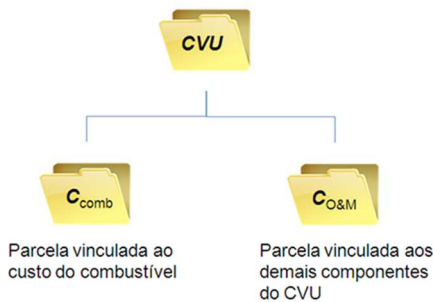 CVU
Ccomb
CO&M
Parcela vinculada ao
custo do combustível
Parcela vinculada aos
demais componentes
do CVU